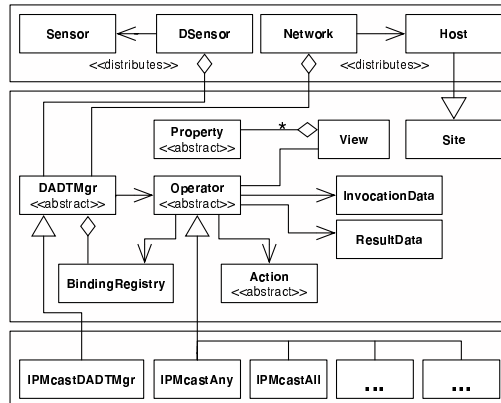 Sensor
DSensor
Network
Host
<<distributes>>
<<distributes>>
Property
<<abstract>>
*
View
Site
DADTMgr
<<abstract>>
Operator
<<abstract>>
InvocationData
ResultData
BindingRegistry
Action
<<abstract>>
IPMcastDADTMgr
IPMcastAny
IPMcastAll
...
...